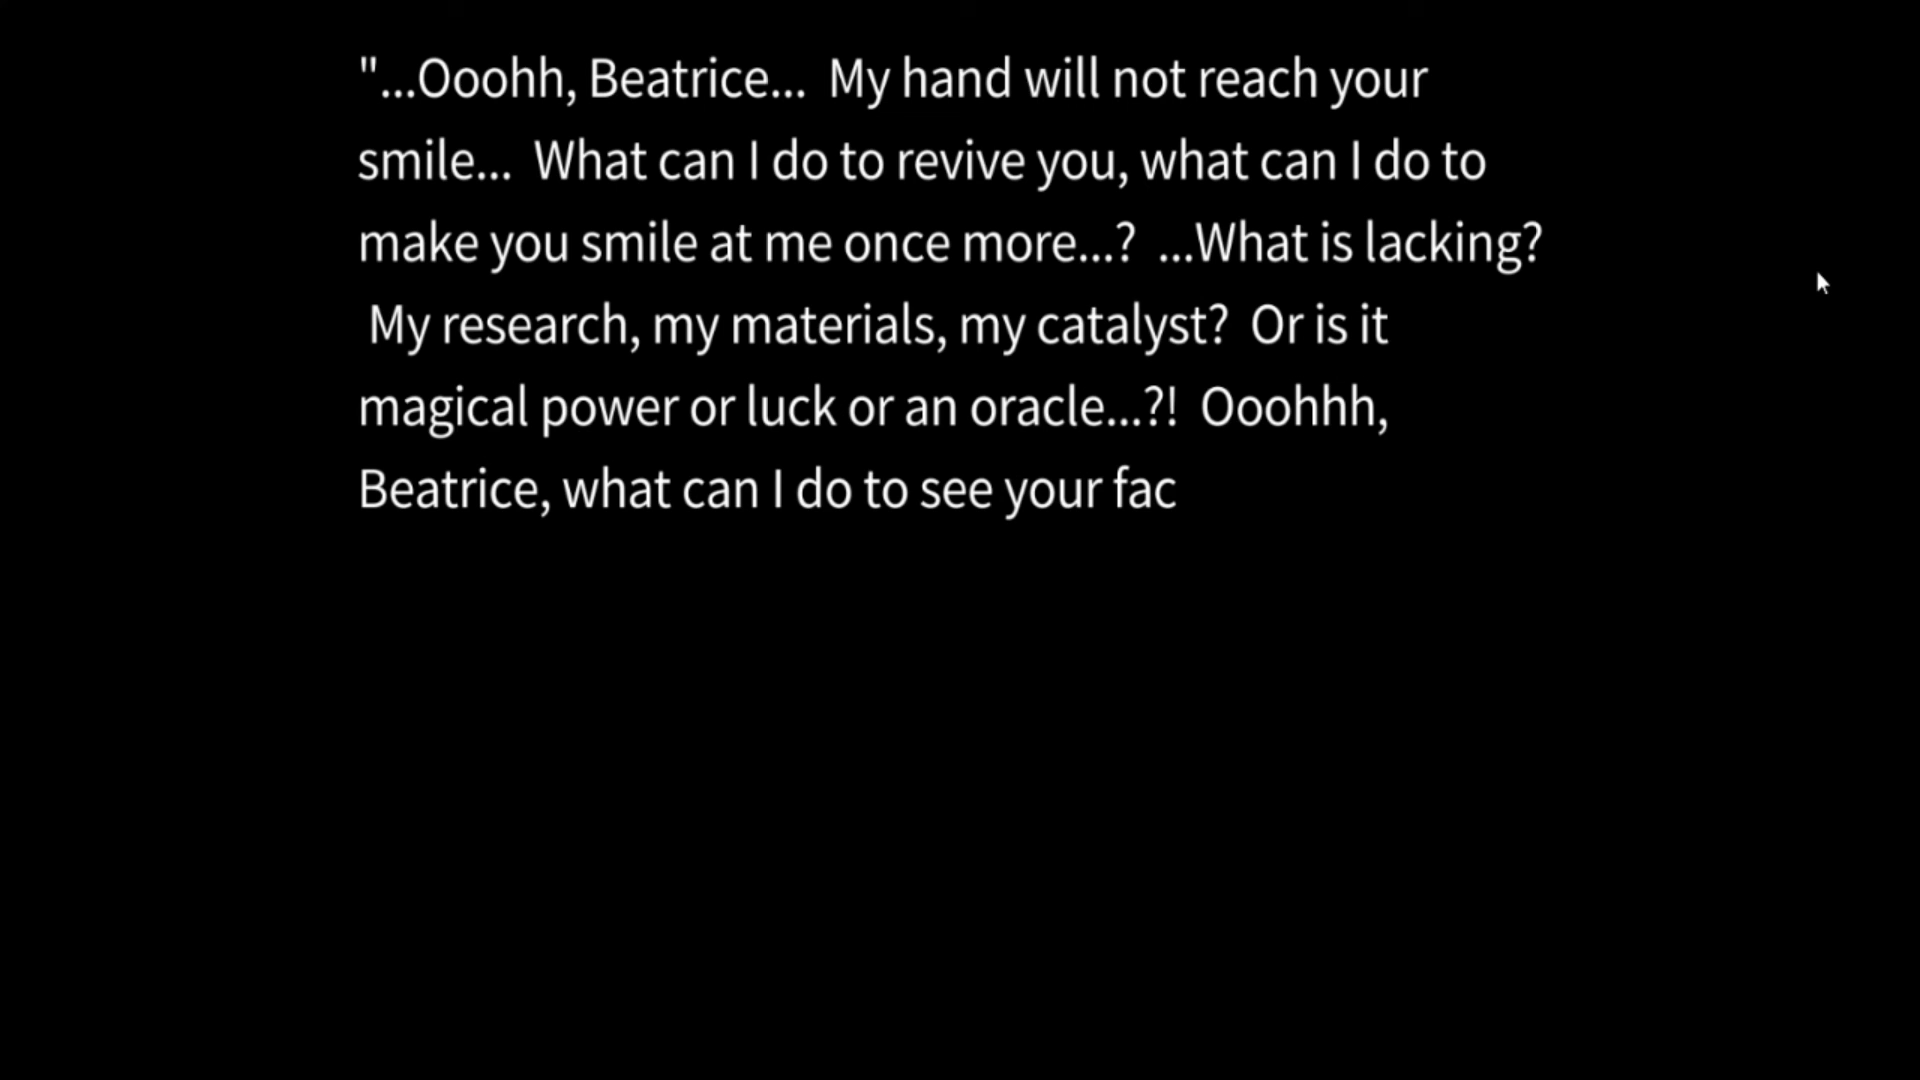 "...Ooohh, Beatrice...  My hand will not reach your
smile...  What can I do to revive you, what can I do to
make you smile at me once more...?  ...What is lacking?
My research, my materials, my catalyst?  Or is it
magical power or luck or an oracle...?!  Ooohhh,
Beatrice, what can I do to see your fac